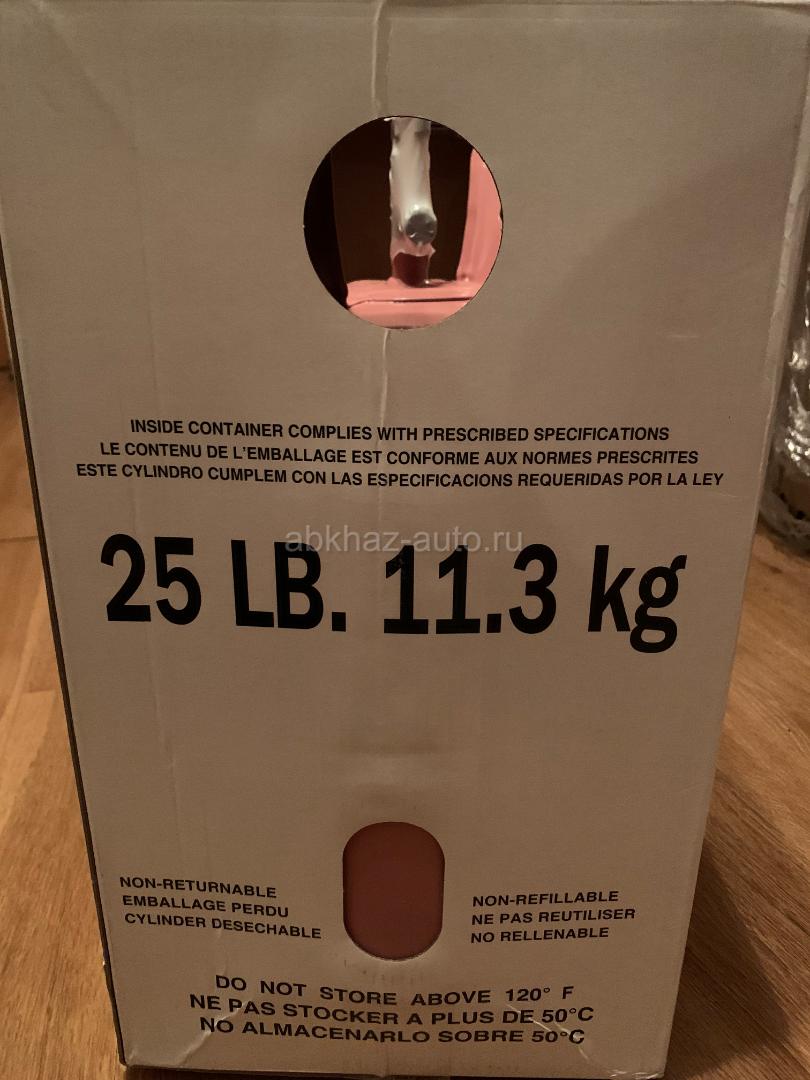 INSIDE CONTAINER COMPLIES WITH PRESCRIBED SPECIFICATIONS
LE CONTENU DE L'EMBALLAGE EST CONFORME AUX NORMES PRESCRITES
ESTE CYLINDRO CUMPLEM CON LAS ESPECIFICACIONS REQUERIDAS POR LA LEY
abkhaz-auto.ru
25 LB. 11.3 kg
NON-RETURNABLE
EMBALLAGE PERDU
CYLINDER DESECHABLE
NON-REFILLABLE
NE PAS REUTILISER
NO RELLENABLE
DO NOT STORE ABOVE 120° F
NE PAS STOCKER A PLUS DE 50°C
NO ALMACENARLO SOBRE 50°C